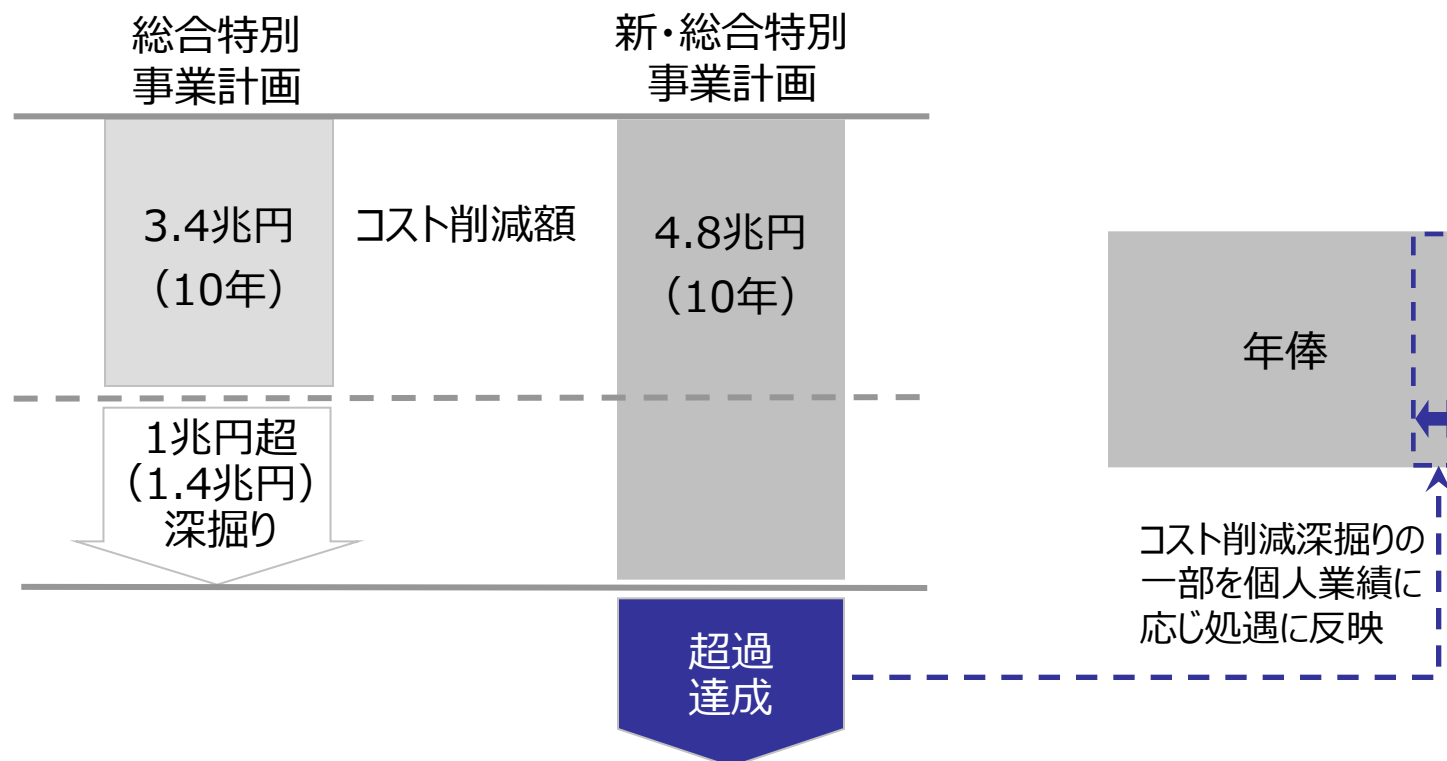 総合特別
事業計画
新・総合特別
事業計画
3.4兆円
（10年）
コスト削減額
4.8兆円
（10年）
1兆円超
（1.4兆円）
深掘り
超過
達成
年俸
コスト削減深掘りの
一部を個人業績に
応じ処遇に反映